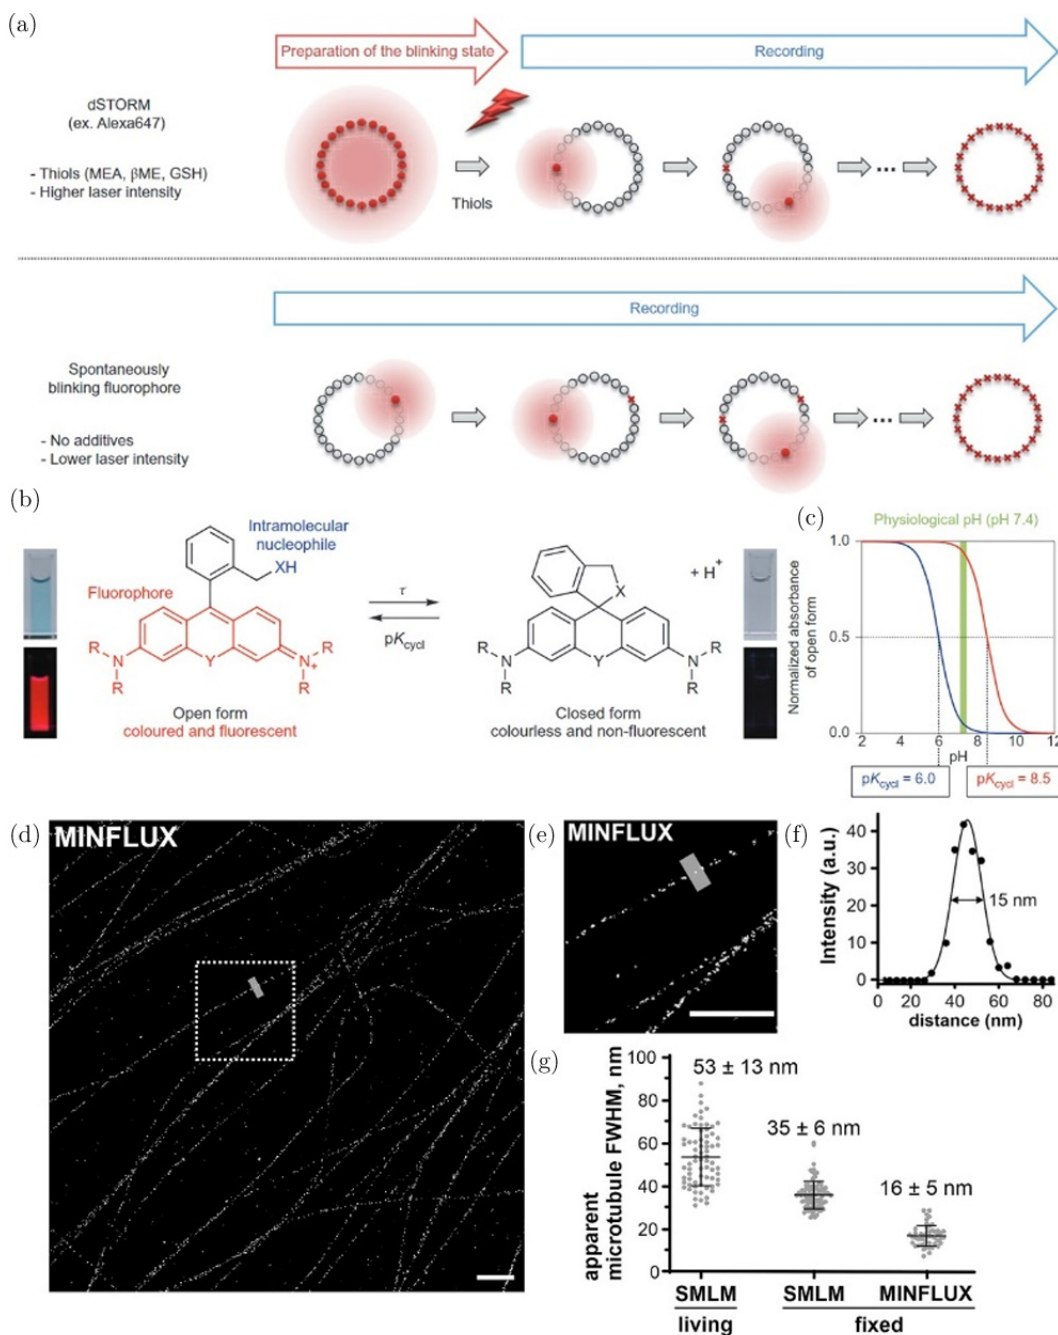 (a)
Preparation of the blinking state
Recording
dSTORM
(ex. Alexa647)
- Thiols (MEA, βME, GSH)
- Higher laser intensity
Thiols
...
Recording
Spontaneously
blinking fluorophore
- No additives
- Lower laser intensity
...
(b)
Intramolecular
nucleophile
XH
Fluorophore
τ
pKcycl
N
R
R
Y
N+
R
R
Open form
coloured and fluorescent
X
+ H+
N
R
R
Y
N
R
R
Closed form
colourless and non-fluorescent
(c)
Physiological pH (pH 7.4)
Normalized absorbance
of open form
1.0
0.5
0.0
2 4 6 8 10 12
pH
pKcycl = 6.0
pKcycl = 8.5
(d)
MINFLUX
(e)
MINFLUX
(f)
Intensity (a.u.)
40
30
20
10
0
15 nm
0 20 40 60 80
distance (nm)
(g)
apparent
microtubule FWHM, nm
100
80
60
40
20
0
53 ± 13 nm
35 ± 6 nm
16 ± 5 nm
SMLM SMLM MINFLUX
living fixed